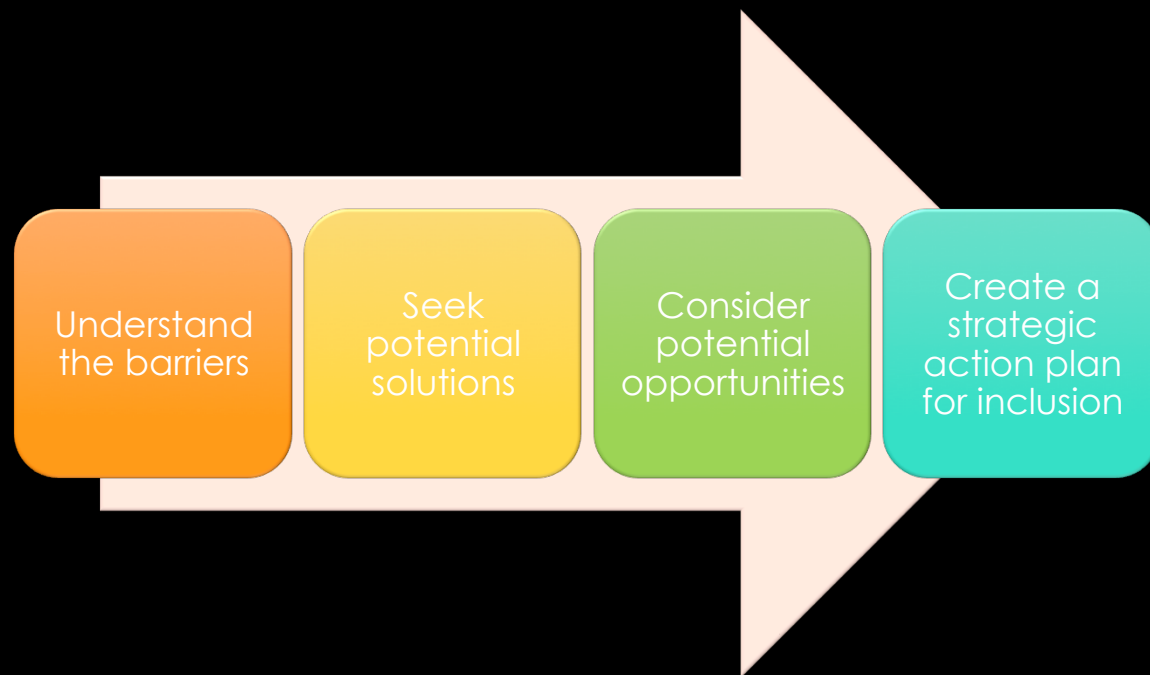 Understand
the barriers
Seek
potential
solutions
Consider
potential
opportunities
Create a
strategic
action plan
for inclusion